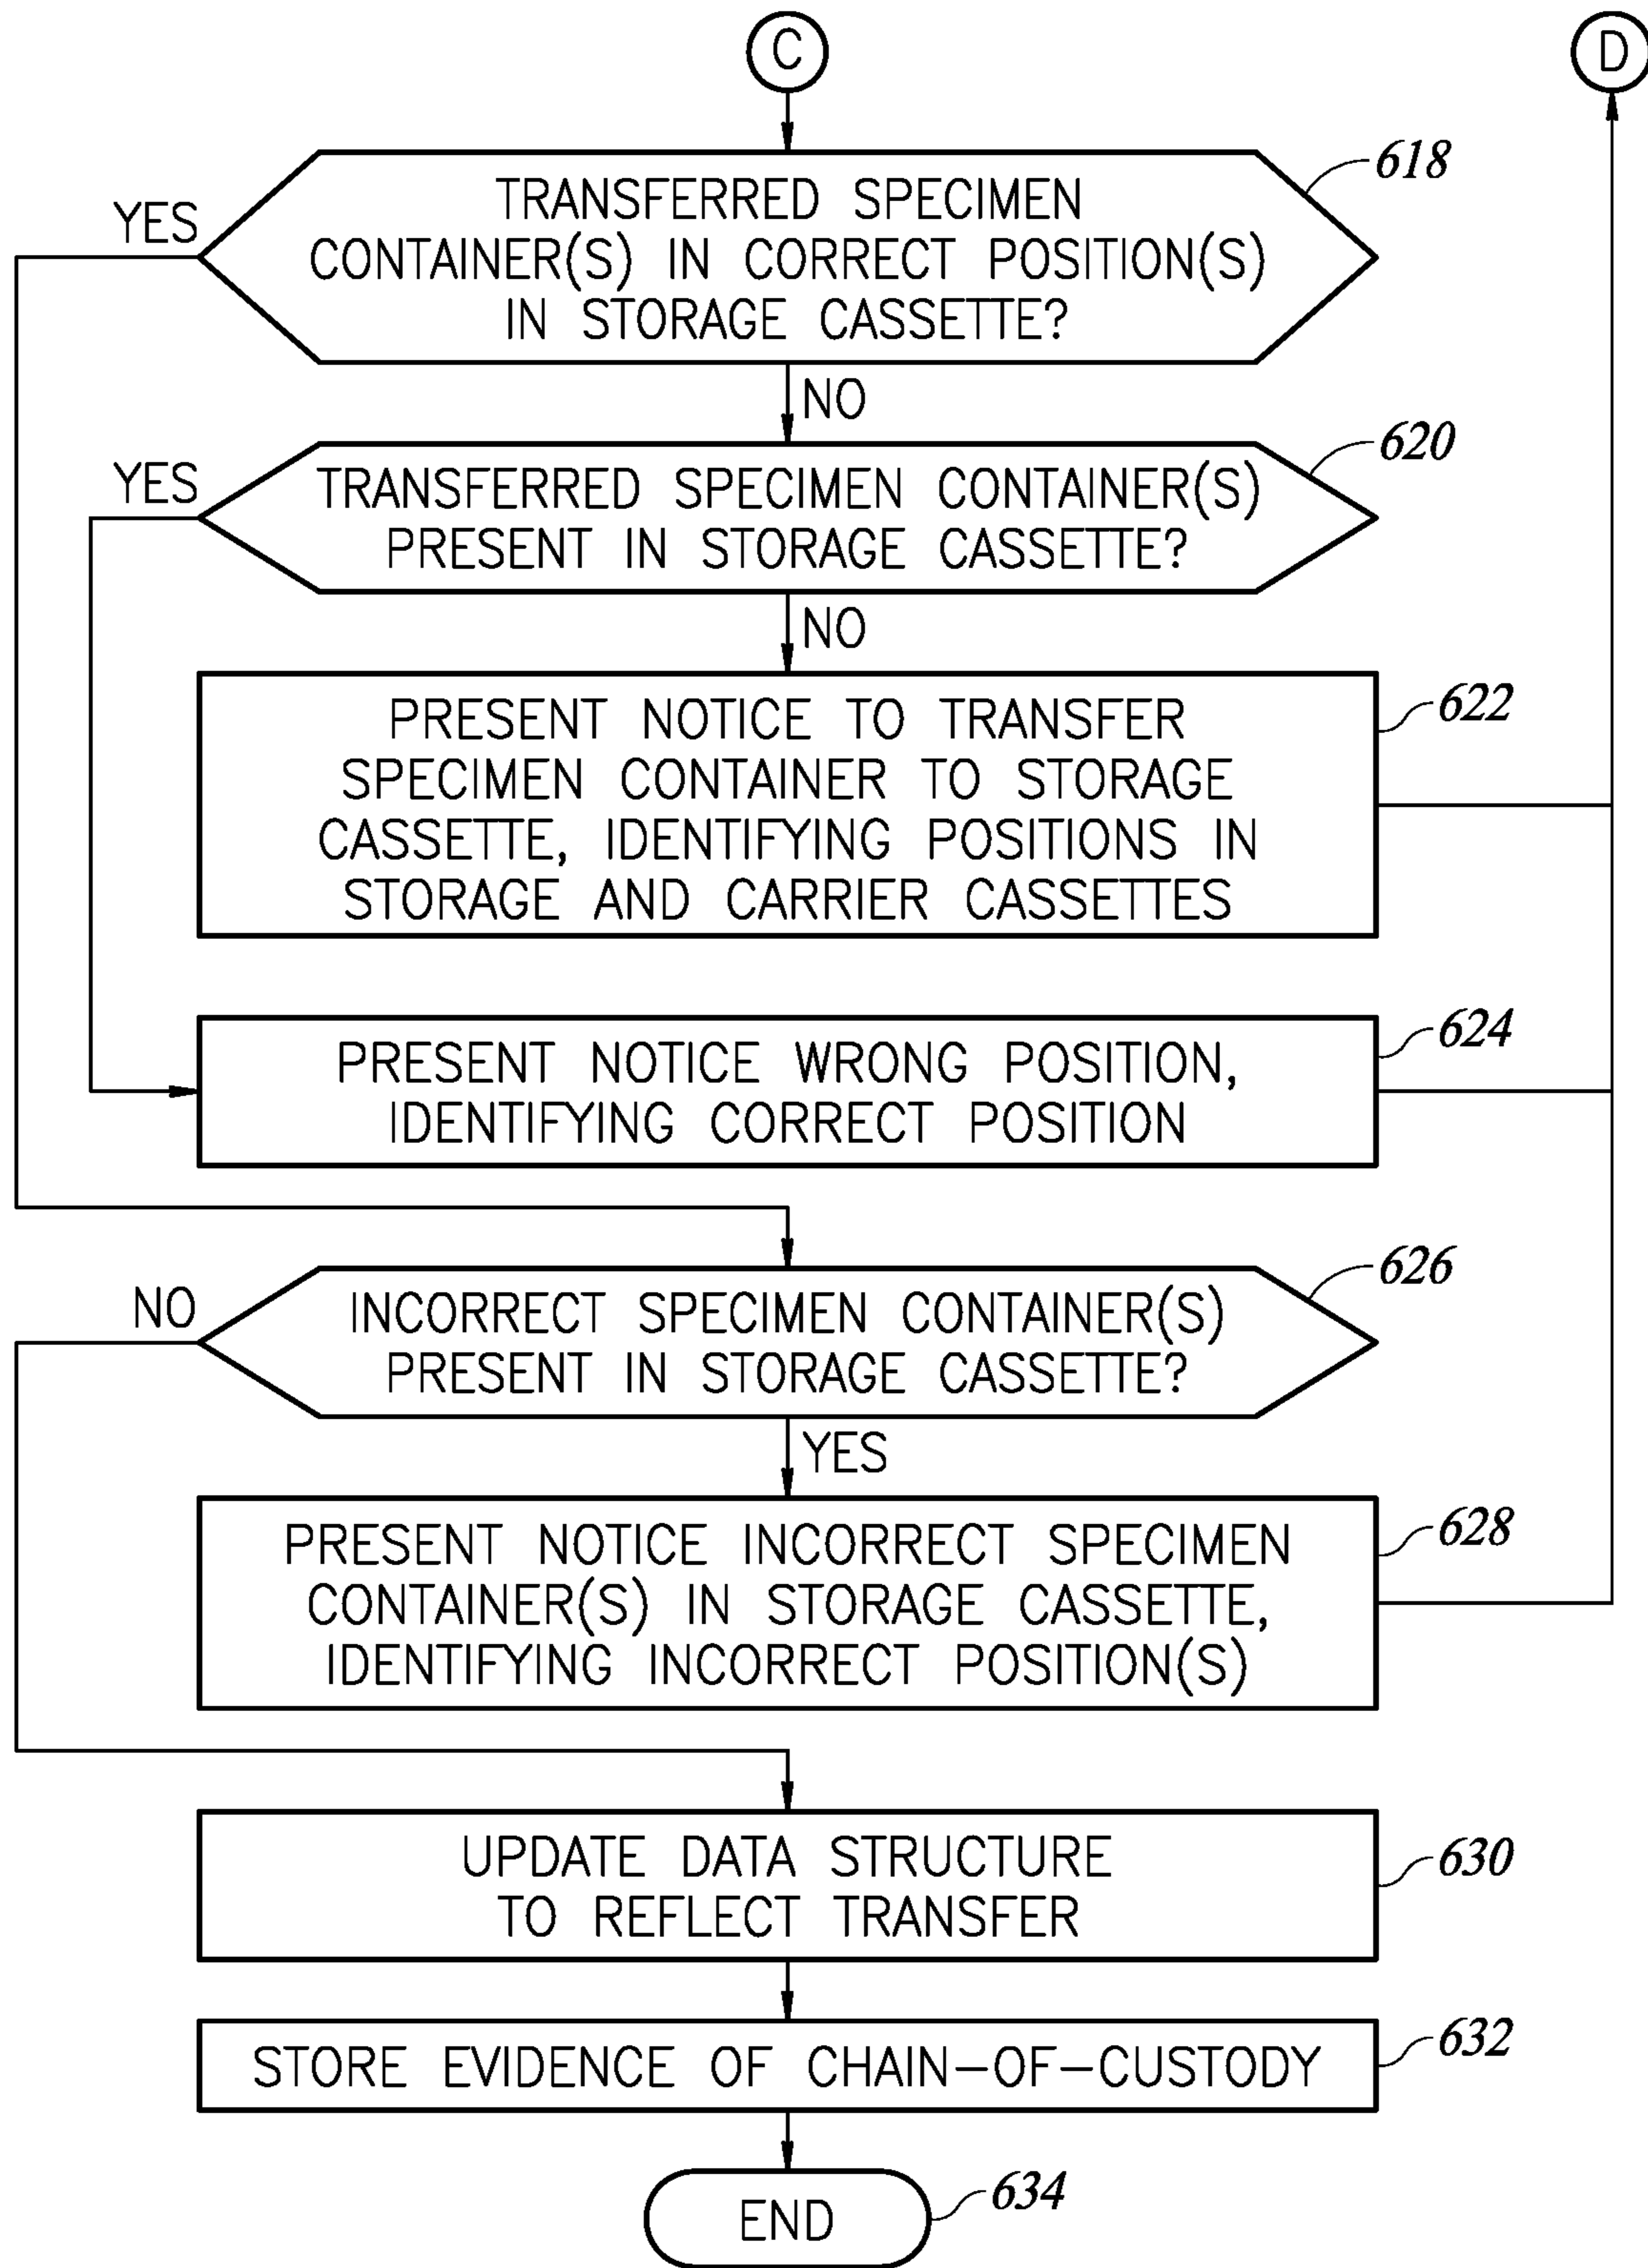 C
D
618
YES
TRANSFERRED SPECIMEN
CONTAINER(S) IN CORRECT POSITION(S)
IN STORAGE CASSETTE?
NO
620
YES
TRANSFERRED SPECIMEN CONTAINER(S)
PRESENT IN STORAGE CASSETTE?
NO
622
PRESENT NOTICE TO TRANSFER
SPECIMEN CONTAINER TO STORAGE
CASSETTE, IDENTIFYING POSITIONS IN
STORAGE AND CARRIER CASSETTES
624
PRESENT NOTICE WRONG POSITION,
IDENTIFYING CORRECT POSITION
626
NO
INCORRECT SPECIMEN CONTAINER(S)
PRESENT IN STORAGE CASSETTE?
YES
628
PRESENT NOTICE INCORRECT SPECIMEN
CONTAINER(S) IN STORAGE CASSETTE,
IDENTIFYING INCORRECT POSITION(S)
630
UPDATE DATA STRUCTURE
TO REFLECT TRANSFER
632
STORE EVIDENCE OF CHAIN-OF-CUSTODY
634
END